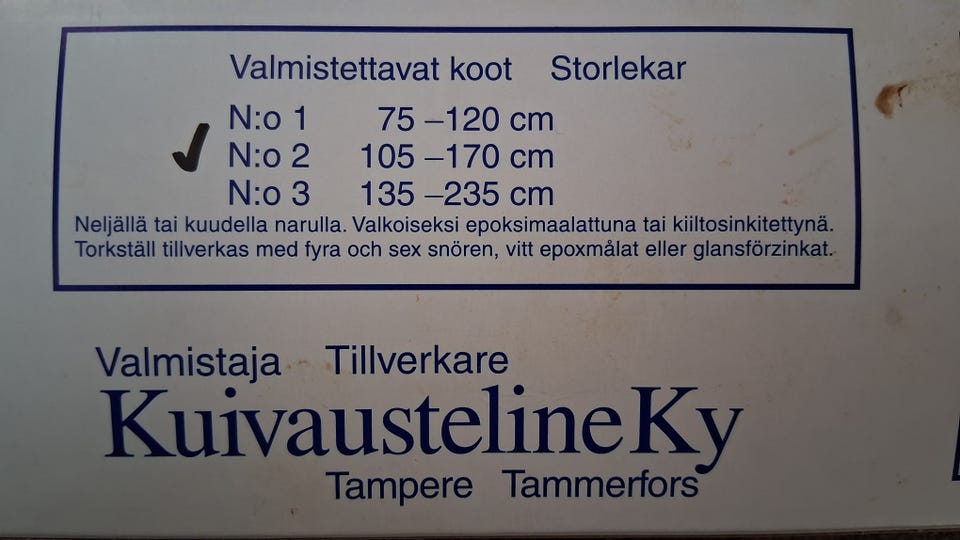 Valmistettavat koot Storlekar
N:o 1 75 –120 cm
N:o 2 105 –170 cm
N:o 3 135 –235 cm
Neljällä tai kuudella narulla. Valkoiseksi epoksimaalattuna tai kiiltosinkitettynä.
Torkställ tillverkas med fyra och sex snören, vitt epoxmålat eller glansförzinkat.
Valmistaja Tillverkare
Kuivausteline Ky
Tampere Tammerfors